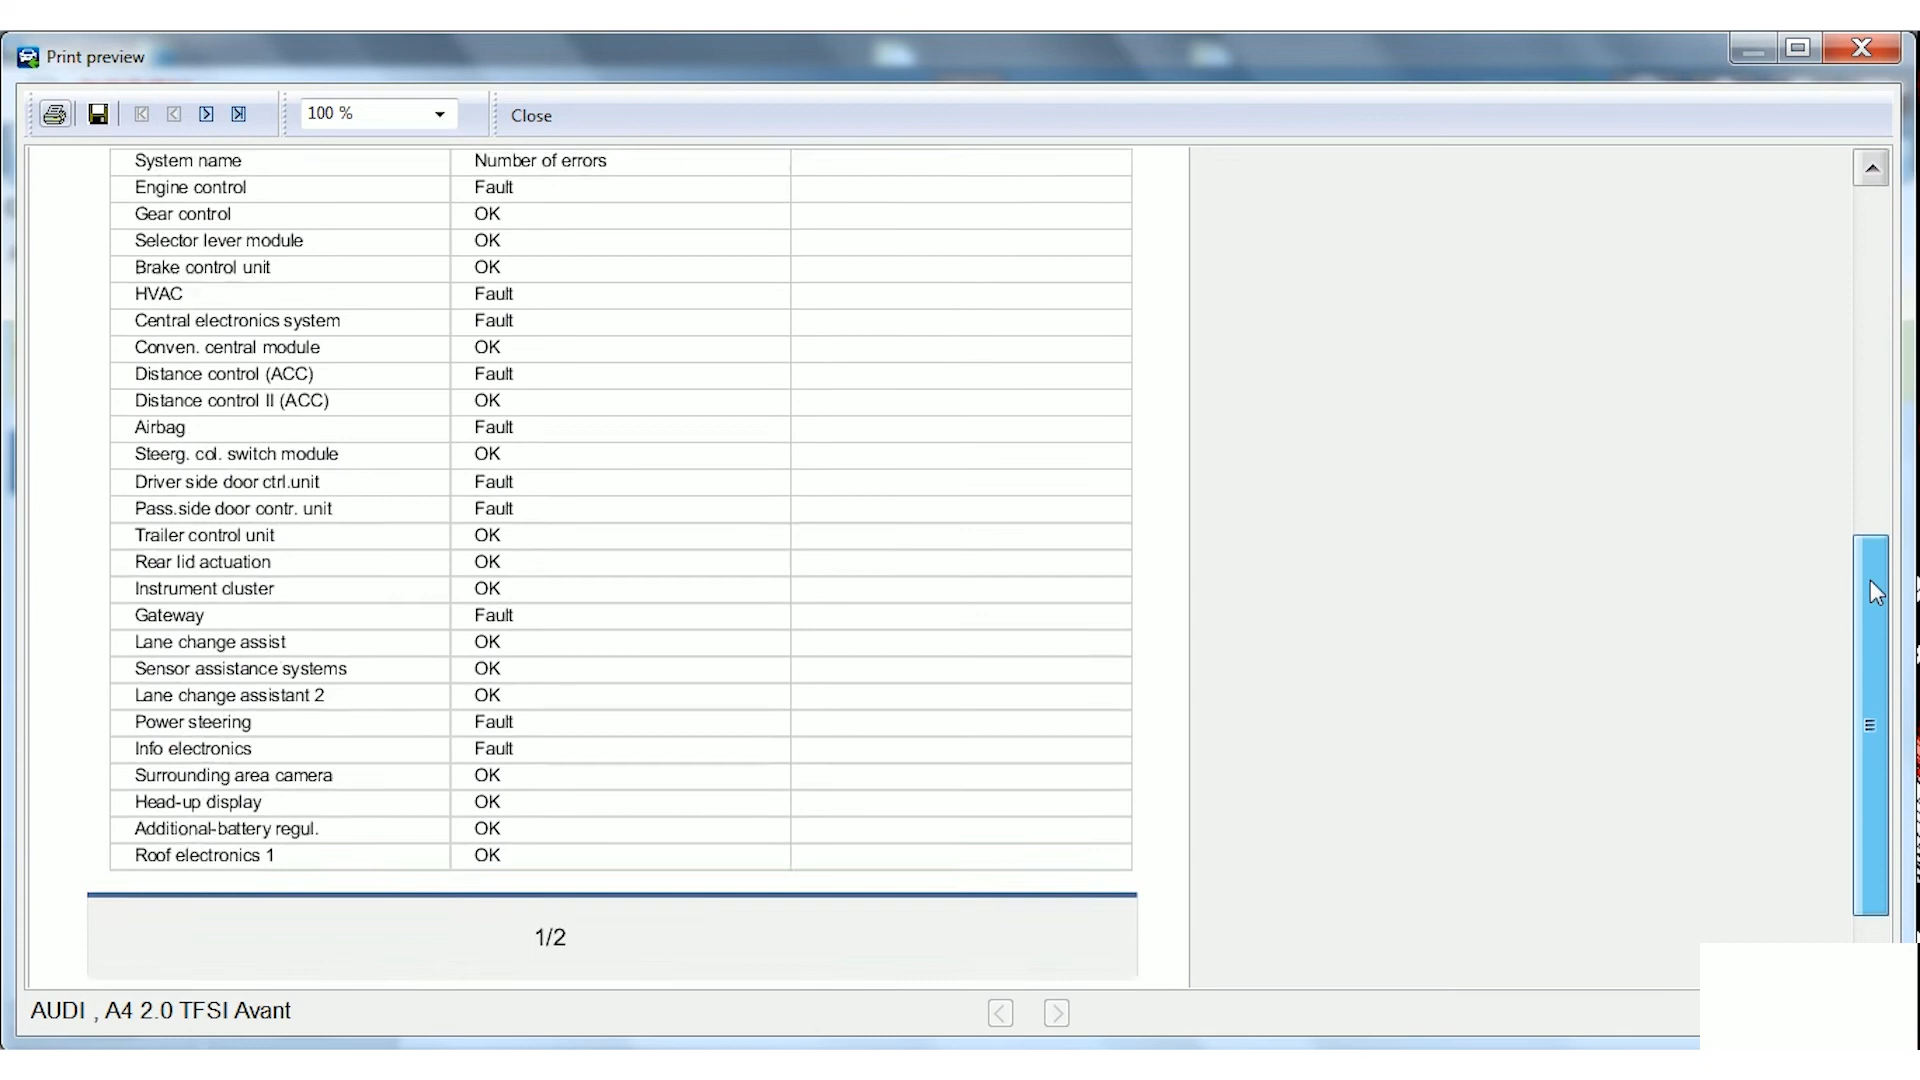 Print preview
100 %
Close
System name Number of errors
Engine control Fault
Gear control OK
Selector lever module OK
Brake control unit OK
HVAC Fault
Central electronics system Fault
Conven. central module OK
Distance control (ACC) Fault
Distance control II (ACC) OK
Airbag Fault
Steerg. col. switch module OK
Driver side door ctrl.unit Fault
Pass.side door contr. unit Fault
Trailer control unit OK
Rear lid actuation OK
Instrument cluster OK
Gateway Fault
Lane change assist OK
Sensor assistance systems OK
Lane change assistant 2 OK
Power steering Fault
Info electronics Fault
Surrounding area camera OK
Head-up display OK
Additional-battery regul. OK
Roof electronics 1 OK
1/2
AUDI , A4 2.0 TFSI Avant